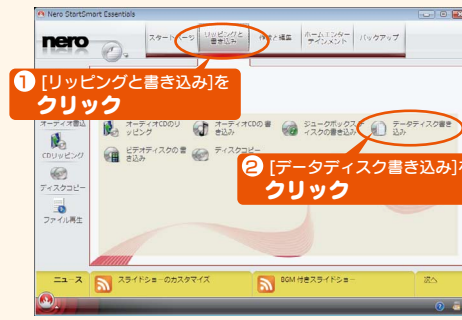 Nero StartSmart Essentials
nero
スタートページ
リッピングと
書き込み
作成と編集
ホームエンター
テインメント
バックアップ
① [リッピングと書き込み]を
クリック
オーディオ書込
CDリッピング
ディスクコピー
ファイル再生
オーディオCDのリ
ッピング
オーディオCDの書
き込み
ジュークボックスデ
ィスクの書き込み
データディスク書き
込み
ビデオディスクの書
き込み
ディスクコピー
② [データディスク書き込み]を
クリック
ニュース
スライドショーのカスタマイズ
BGM 付きスライドショー
次へ